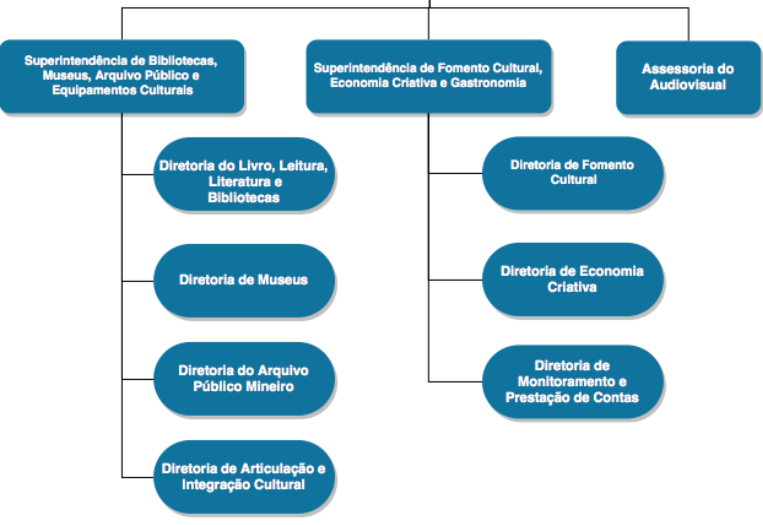 Superintendência de Bibliotecas,
Museus, Arquivo Público e
Equipamentos Culturais
Superintendência de Fomento Cultural,
Economia Criativa e Gastronomia
Assessoria do
Audiovisual
Diretoria do Livro, Leitura,
Literatura e
Bibliotecas
Diretoria de Museus
Diretoria do Arquivo
Público Mineiro
Diretoria de Articulação e
Integração Cultural
Diretoria de Fomento
Cultural
Diretoria de Economia
Criativa
Diretoria de
Monitoramento e
Prestação de Contas